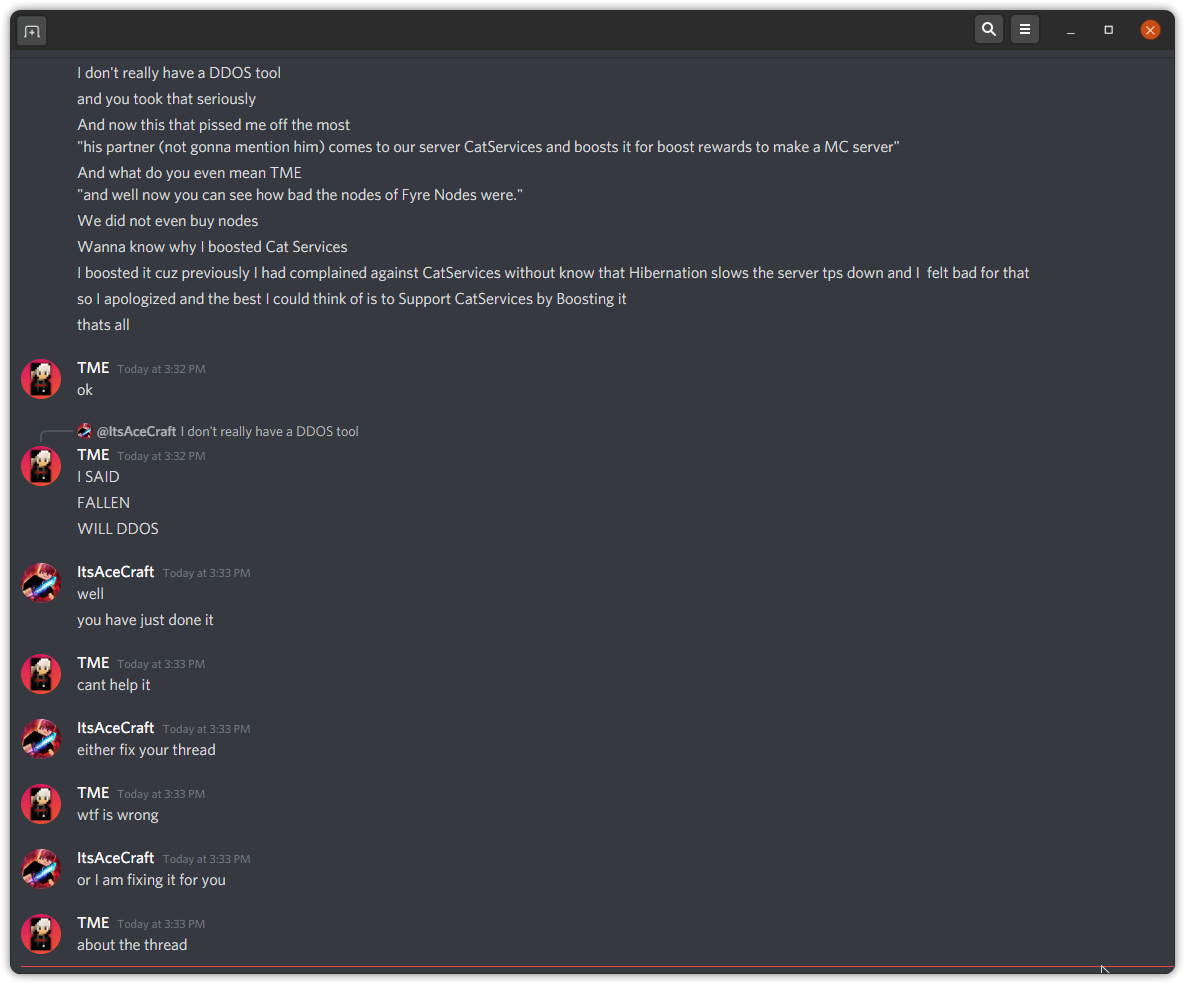 I don't really have a DDOS tool
and you took that seriously
And now this that pissed me off the most
"his partner (not gonna mention him) comes to our server CatServices and boosts it for boost rewards to make a MC server"
And what do you even mean TME
"and well now you can see how bad the nodes of Fyre Nodes were."
We did not even buy nodes
Wanna know why I boosted Cat Services
I boosted it cuz previously I had complained against CatServices without know that Hibernation slows the server tps down and I felt bad for that
so I apologized and the best I could think of is to Support CatServices by Boosting it
thats all
TME Today at 3:32 PM
ok
@ItsAceCraft I don't really have a DDOS tool
TME Today at 3:32 PM
I SAID
FALLEN
WILL DDOS
ItsAceCraft Today at 3:33 PM
well
you have just done it
TME Today at 3:33 PM
cant help it
ItsAceCraft Today at 3:33 PM
either fix your thread
TME Today at 3:33 PM
wtf is wrong
ItsAceCraft Today at 3:33 PM
or I am fixing it for you
TME Today at 3:33 PM
about the thread